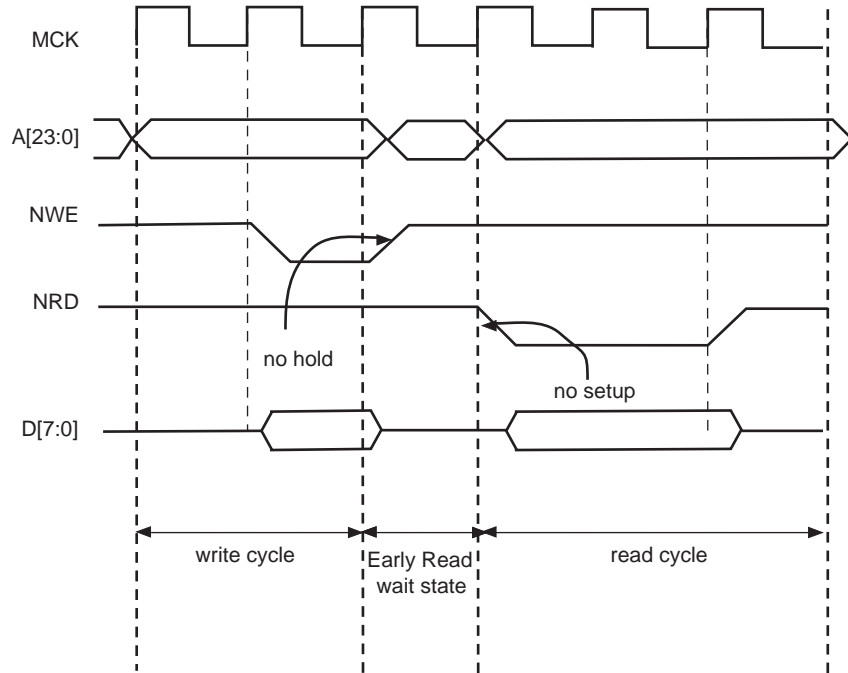 MCK
A[23:0]
NWE
NRD
no hold
no setup
D[7:0]
write cycle
Early Read
wait state
read cycle